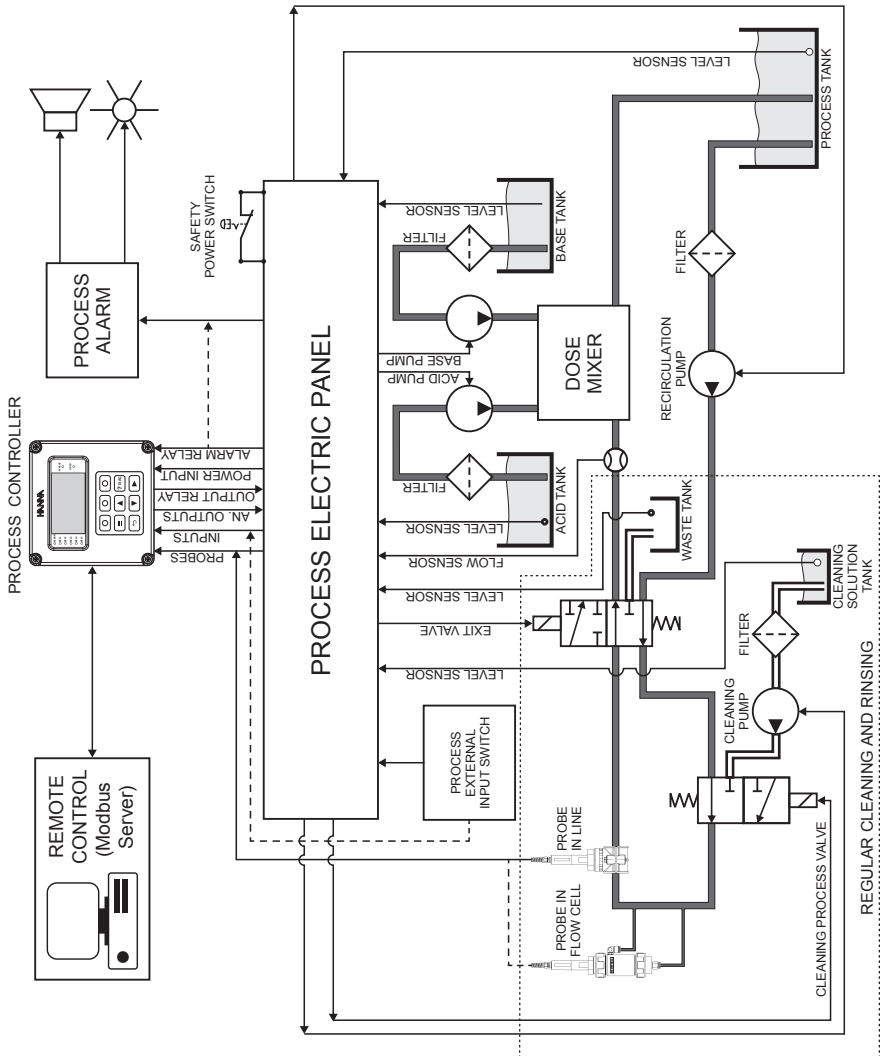 REMOTE
CONTROL
(Modbus
Server)
PROCESS CONTROLLER
HANNA
PROCESS
ALARM
SAFETY
POWER SWITCH
PROBES
INPUTS
AN. OUTPUTS
OUTPUT RELAY
POWER INPUT
ALARM RELAY
PROCESS ELECTRIC PANEL
PROCESS
EXTERNAL
INPUT SWITCH
LEVEL SENSOR
EXIT VALVE
LEVEL SENSOR
FLOW SENSOR
LEVEL SENSOR
ACID PUMP
BASE PUMP
LEVEL SENSOR
LEVEL SENSOR
FILTER
FILTER
ACID TANK
BASE TANK
DOSE
MIXER
PROBE IN
FLOW CELL
PROBE
IN LINE
WASTE TANK
RECIRCULATION
PUMP
FILTER
PROCESS TANK
CLEANING
PUMP
FILTER
CLEANING
SOLUTION
TANK
CLEANING PROCESS VALVE
REGULAR CLEANING AND RINSING